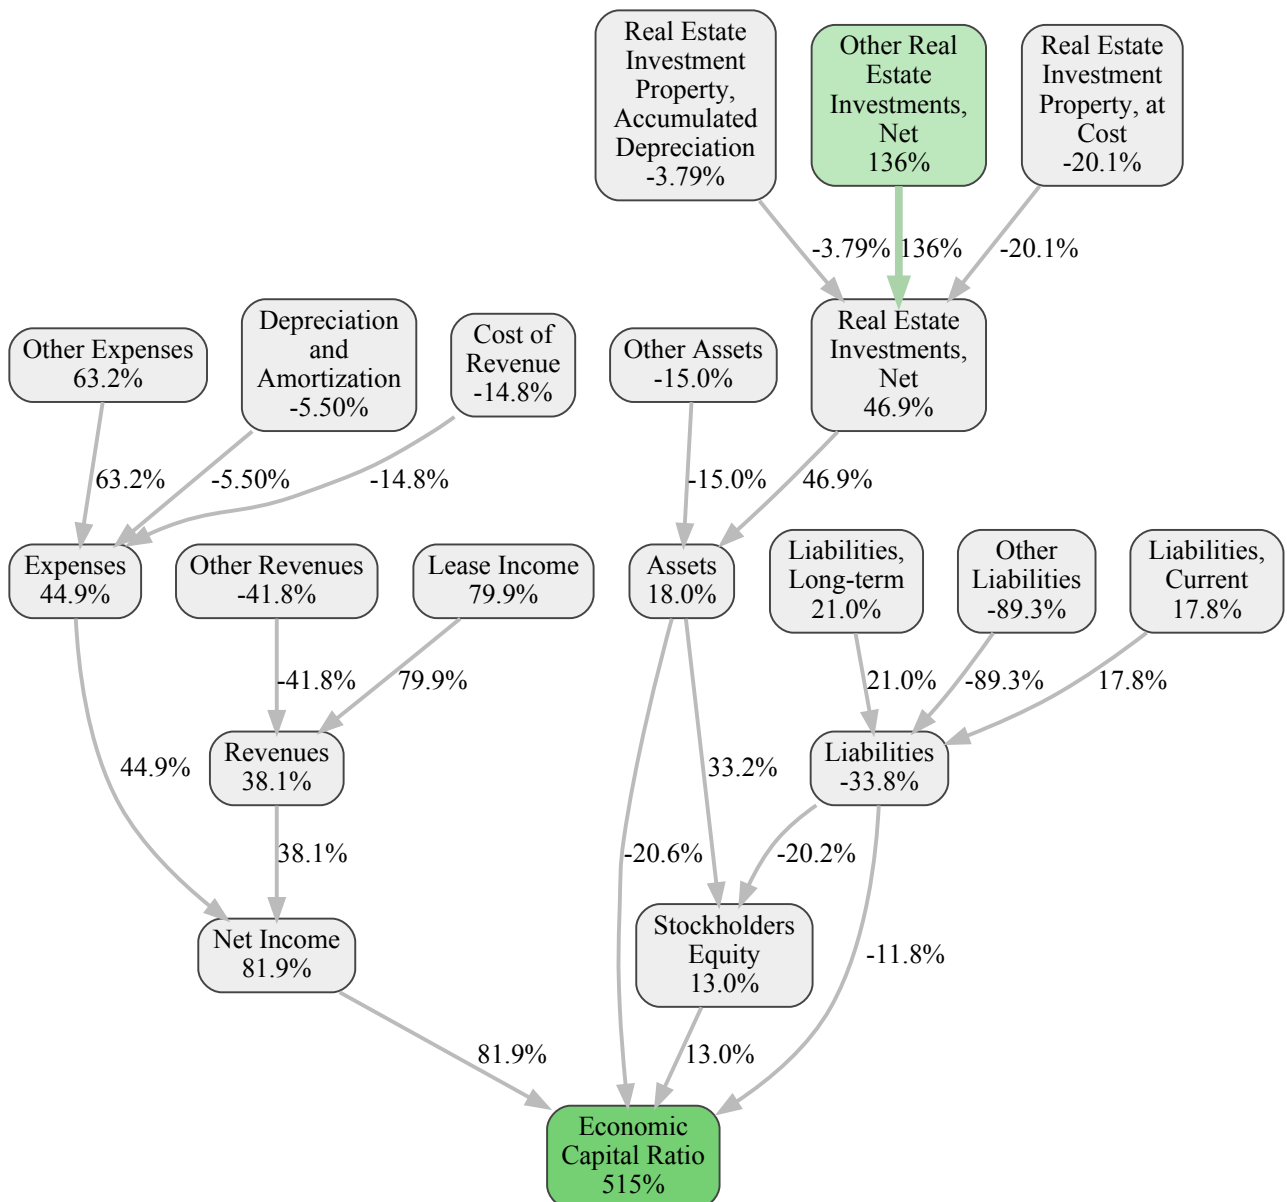 Real Estate
Investment
Property,
Accumulated
Depreciation
-3.79%
Other Real
Estate
Investments,
Net
136%
Real Estate
Investment
Property, at
Cost
-20.1%
-3.79%
136%
-20.1%
Other Expenses
63.2%
Depreciation
and
Amortization
-5.50%
Cost of
Revenue
-14.8%
Other Assets
-15.0%
Real Estate
Investments,
Net
46.9%
63.2%
-5.50%
-14.8%
-15.0%
46.9%
Expenses
44.9%
Other Revenues
-41.8%
Lease Income
79.9%
Assets
18.0%
Liabilities,
Long-term
21.0%
Other
Liabilities
-89.3%
Liabilities,
Current
17.8%
-41.8%
79.9%
21.0%
-89.3%
17.8%
44.9%
Revenues
38.1%
33.2%
Liabilities
-33.8%
38.1%
-20.6%
-20.2%
Net Income
81.9%
Stockholders
Equity
13.0%
-11.8%
81.9%
13.0%
Economic
Capital Ratio
515%